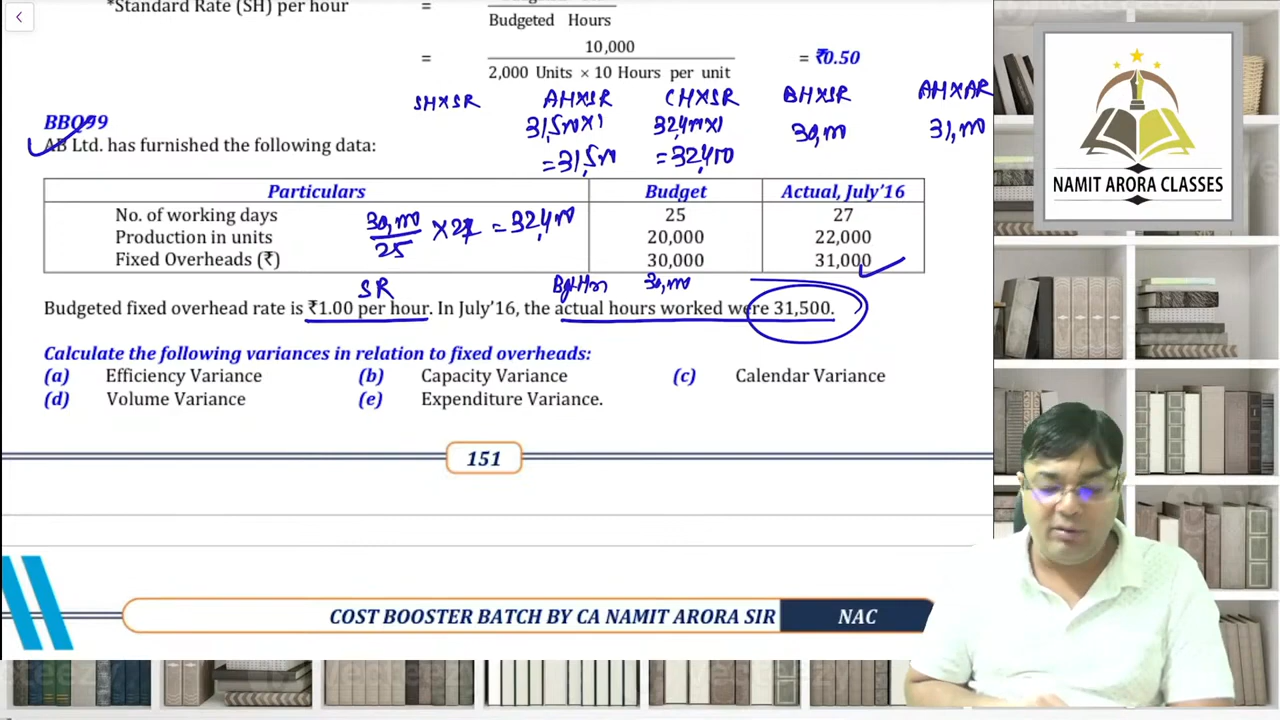 *Standard Rate (SH) per hour =
Budgeted Hours
= 10,000
2,000 Units × 10 Hours per unit = ₹0.50
SH×SR AH×SR CH×SR BH×SR AH×AR
31,500×1 32,400×1 30,000 31,000
=31,500 =32,400
BBQ99
AB Ltd. has furnished the following data:
Particulars Budget Actual, July'16
No. of working days 25 27
Production in units 20,000 22,000
Fixed Overheads (₹) 30,000 31,000
30,000
25 ×27 =32,400
SR 30,000
Budgeted fixed overhead rate is ₹1.00 per hour. In July'16, the actual hours worked were 31,500.
Calculate the following variances in relation to fixed overheads:
(a) Efficiency Variance (b) Capacity Variance (c) Calendar Variance
(d) Volume Variance (e) Expenditure Variance.
151
COST BOOSTER BATCH BY CA NAMIT ARORA SIR NAC
NAMIT ARORA CLASSES